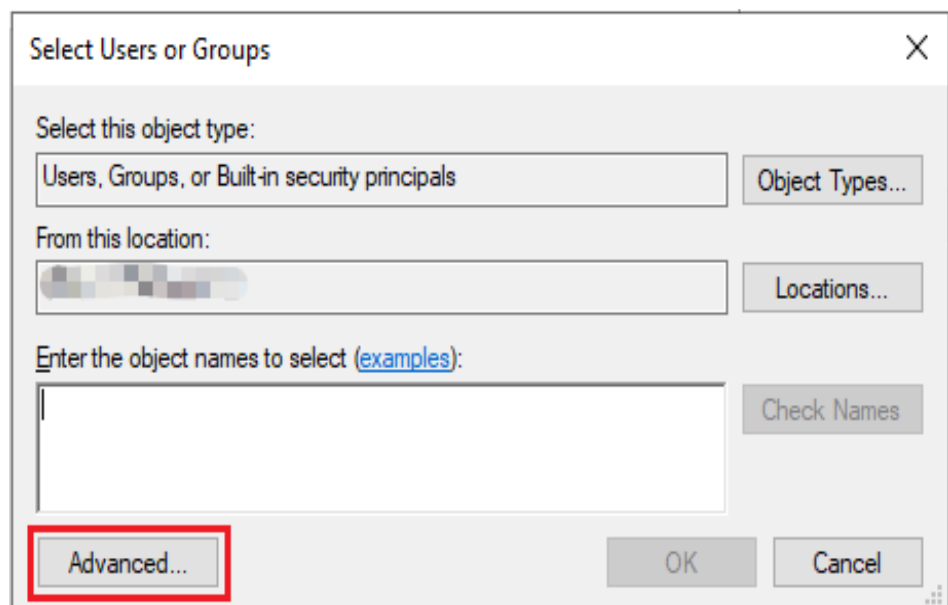 Select Users or Groups
Select this object type:
Users, Groups, or Built-in security principals
Object Types...
From this location:
Locations...
Enter the object names to select (examples):
Check Names
Advanced...
OK
Cancel